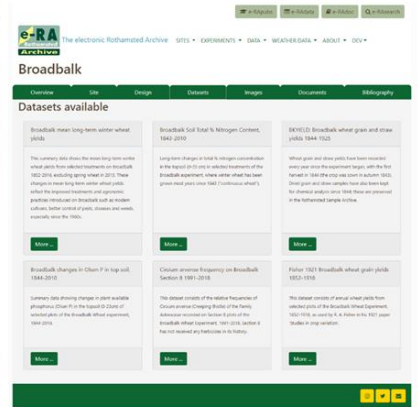 e-RApubs e-RAdata e-RAdoc e-RAsearch
e-RA
Rothamsted
Archive
The electronic Rothamsted Archive SITES EXPERIMENTS DATA WEATHER DATA ABOUT DEV
Broadbalk
Overview Site Design Datasets Images Documents Bibliography
Datasets available
Broadbalk mean long-term winter wheat
yields
This summary data shows the mean long-term winter
wheat yields from selected treatments on Broadbalk
1852-2016, excluding spring wheat in 2015. These
changes in mean long-term winter wheat yields
reflect the improved treatments and agronomic
practices introduced on Broadbalk such as modern
cultivars, better control of pests, diseases and weeds
especially since the 1960s.
More ...
Broadbalk Soil Total % Nitrogen Content,
1843-2010
Long-term changes in total % nitrogen concentration
in the topsoil (0-23 cm) in selected treatments of the
Broadbalk experiment, where winter wheat has been
grown most years since 1843 ("continuous wheat").
More ...
BKYIELD Broadbalk wheat grain and straw
yields 1844-1925
Wheat grain and straw yields have been recorded
every year since the experiment began, with the first
harvest in 1844 (the crop was sown in Autumn 1843).
Dried grain and straw samples have also been kept
for chemical analysis since 1844; these are preserved
in the Rothamsted Sample Archive.
More ...
Broadbalk changes in Olsen P in top soil
1844-2010
Summary data showing changes in plant available
phosphorus (Olsen P) in the topsoil (0-23cm) of
selected plots of the Broadbalk Wheat experiment,
1844-2010.
More ...
Cirsium arvense frequency on Broadbalk
Section 8 1991-2018
This dataset consists of the relative frequencies of
Cirsium arvense (Creeping thistle) of the Family
Asteraceae recorded on Section 8 plots of the
Broadbalk Wheat Experiment, 1991-2018. Section 8
has not received any herbicides in its history.
More ...
Fisher 1921 Broadbalk wheat grain yields
1852-1918
This dataset consists of annual wheat yields from
selected plots of the Broadbalk Wheat Experiment,
1852-1918, as used by R. A. Fisher in his 1921 paper
'Studies in crop variation'.
More ...